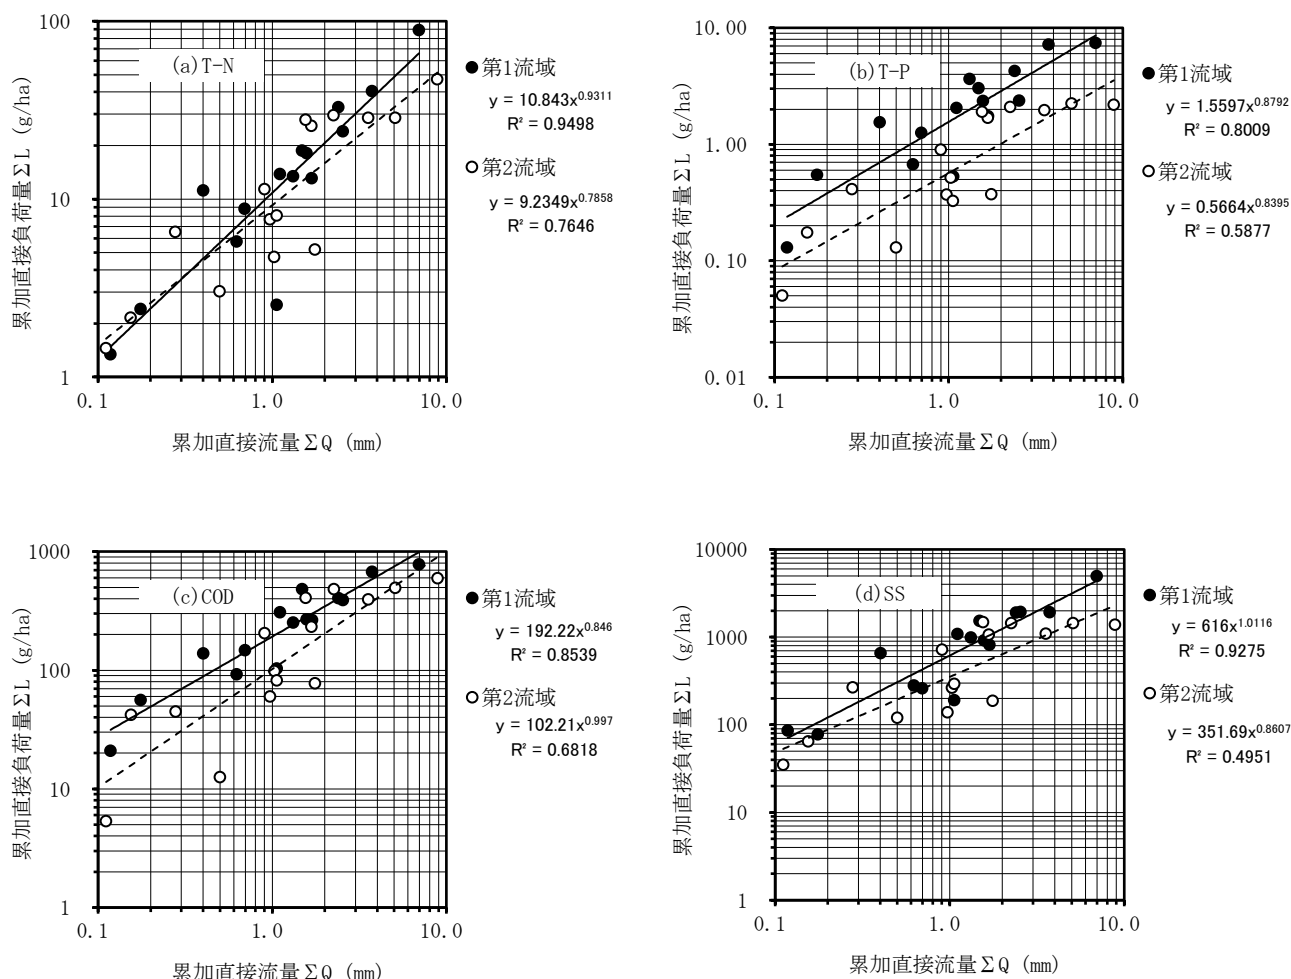 (a)T-N
累加直接負荷量ΣL (g/ha)
100
10
1
0.1
1.0
10.0
累加直接流量ΣQ (mm)
第1流域
y = 10.843x^0.9311
R² = 0.9498
第2流域
y = 9.2349x^0.7858
R² = 0.7646
(b)T-P
累加直接負荷量ΣL (g/ha)
10.00
1.00
0.10
0.01
0.1
1.0
10.0
累加直接流量ΣQ (mm)
第1流域
y = 1.5597x^0.8792
R² = 0.8009
第2流域
y = 0.5664x^0.8395
R² = 0.5877
(c)COD
累加直接負荷量ΣL (g/ha)
1000
100
10
1
0.1
1.0
10.0
累加直接流量ΣQ (mm)
第1流域
y = 192.22x^0.846
R² = 0.8539
第2流域
y = 102.21x^0.997
R² = 0.6818
(d)SS
累加直接負荷量ΣL (g/ha)
10000
1000
100
10
1
0.1
1.0
10.0
累加直接流量ΣQ (mm)
第1流域
y = 616x^1.0116
R² = 0.9275
第2流域
y = 351.69x^0.8607
R² = 0.4951